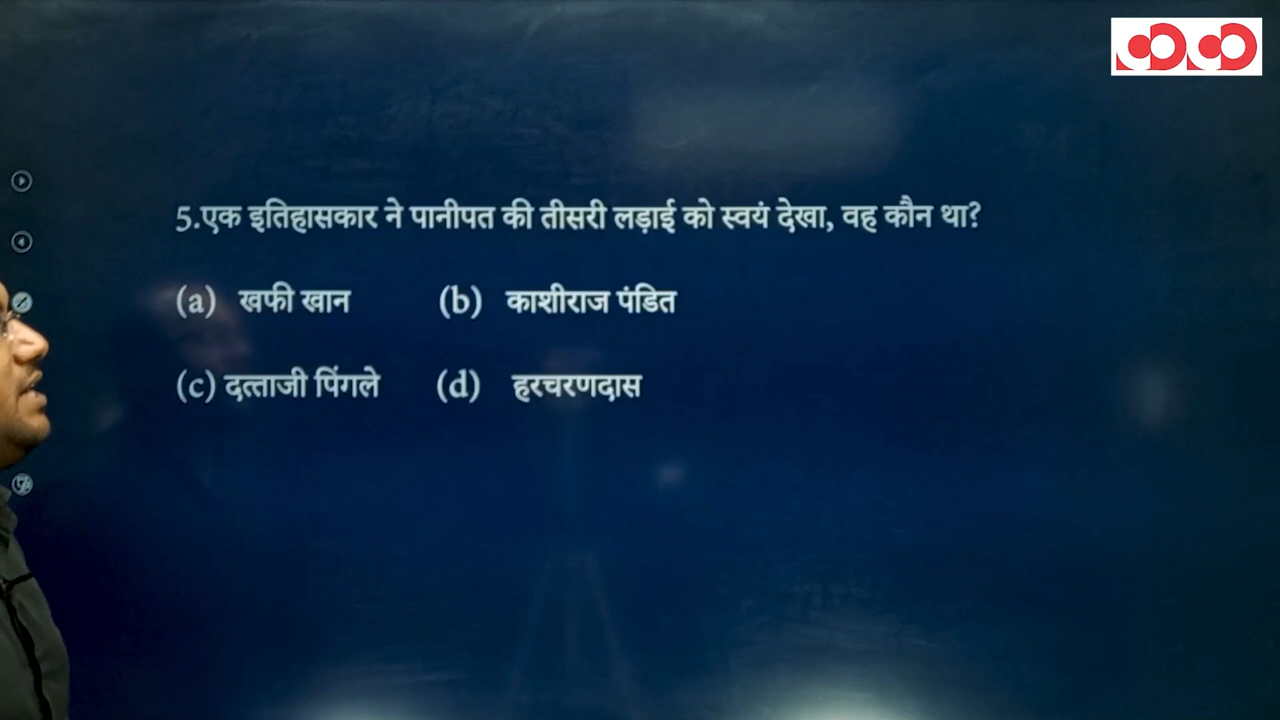 5.एक इतिहासकार ने पानीपत की तीसरी लड़ाई को स्वयं देखा, वह कौन था?
(a) खफी खान (b) काशीराज पंडित
(c) दत्ताजी पिंगले (d) हरचरणदास